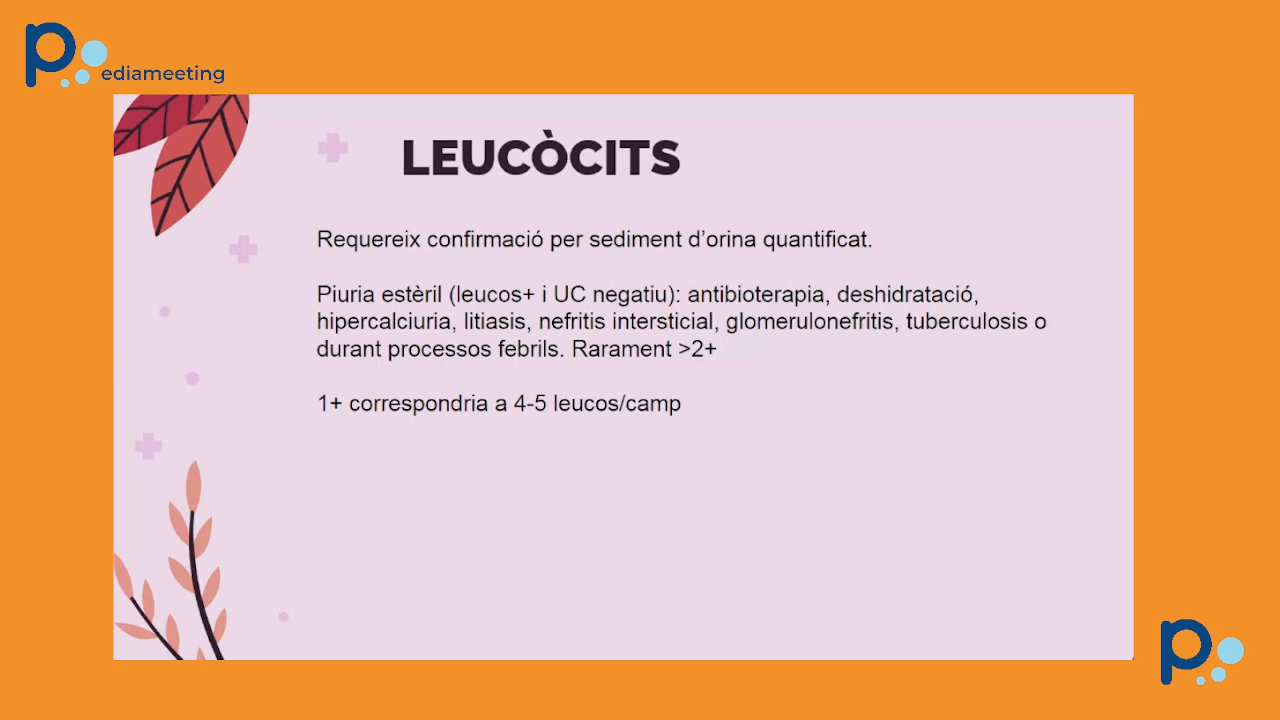 Pediameeting
LEUCÒCITS
Requereix confirmació per sediment d'orina quantificat.
Piuria estèril (leucos+ i UC negatiu): antibioterapia, deshidratació,
hipercalciuria, litiasis, nefritis intersticial, glomerulonefritis, tuberculosis o
durant processos febrils. Rarament >2+
1+ correspondria a 4-5 leucos/camp
p